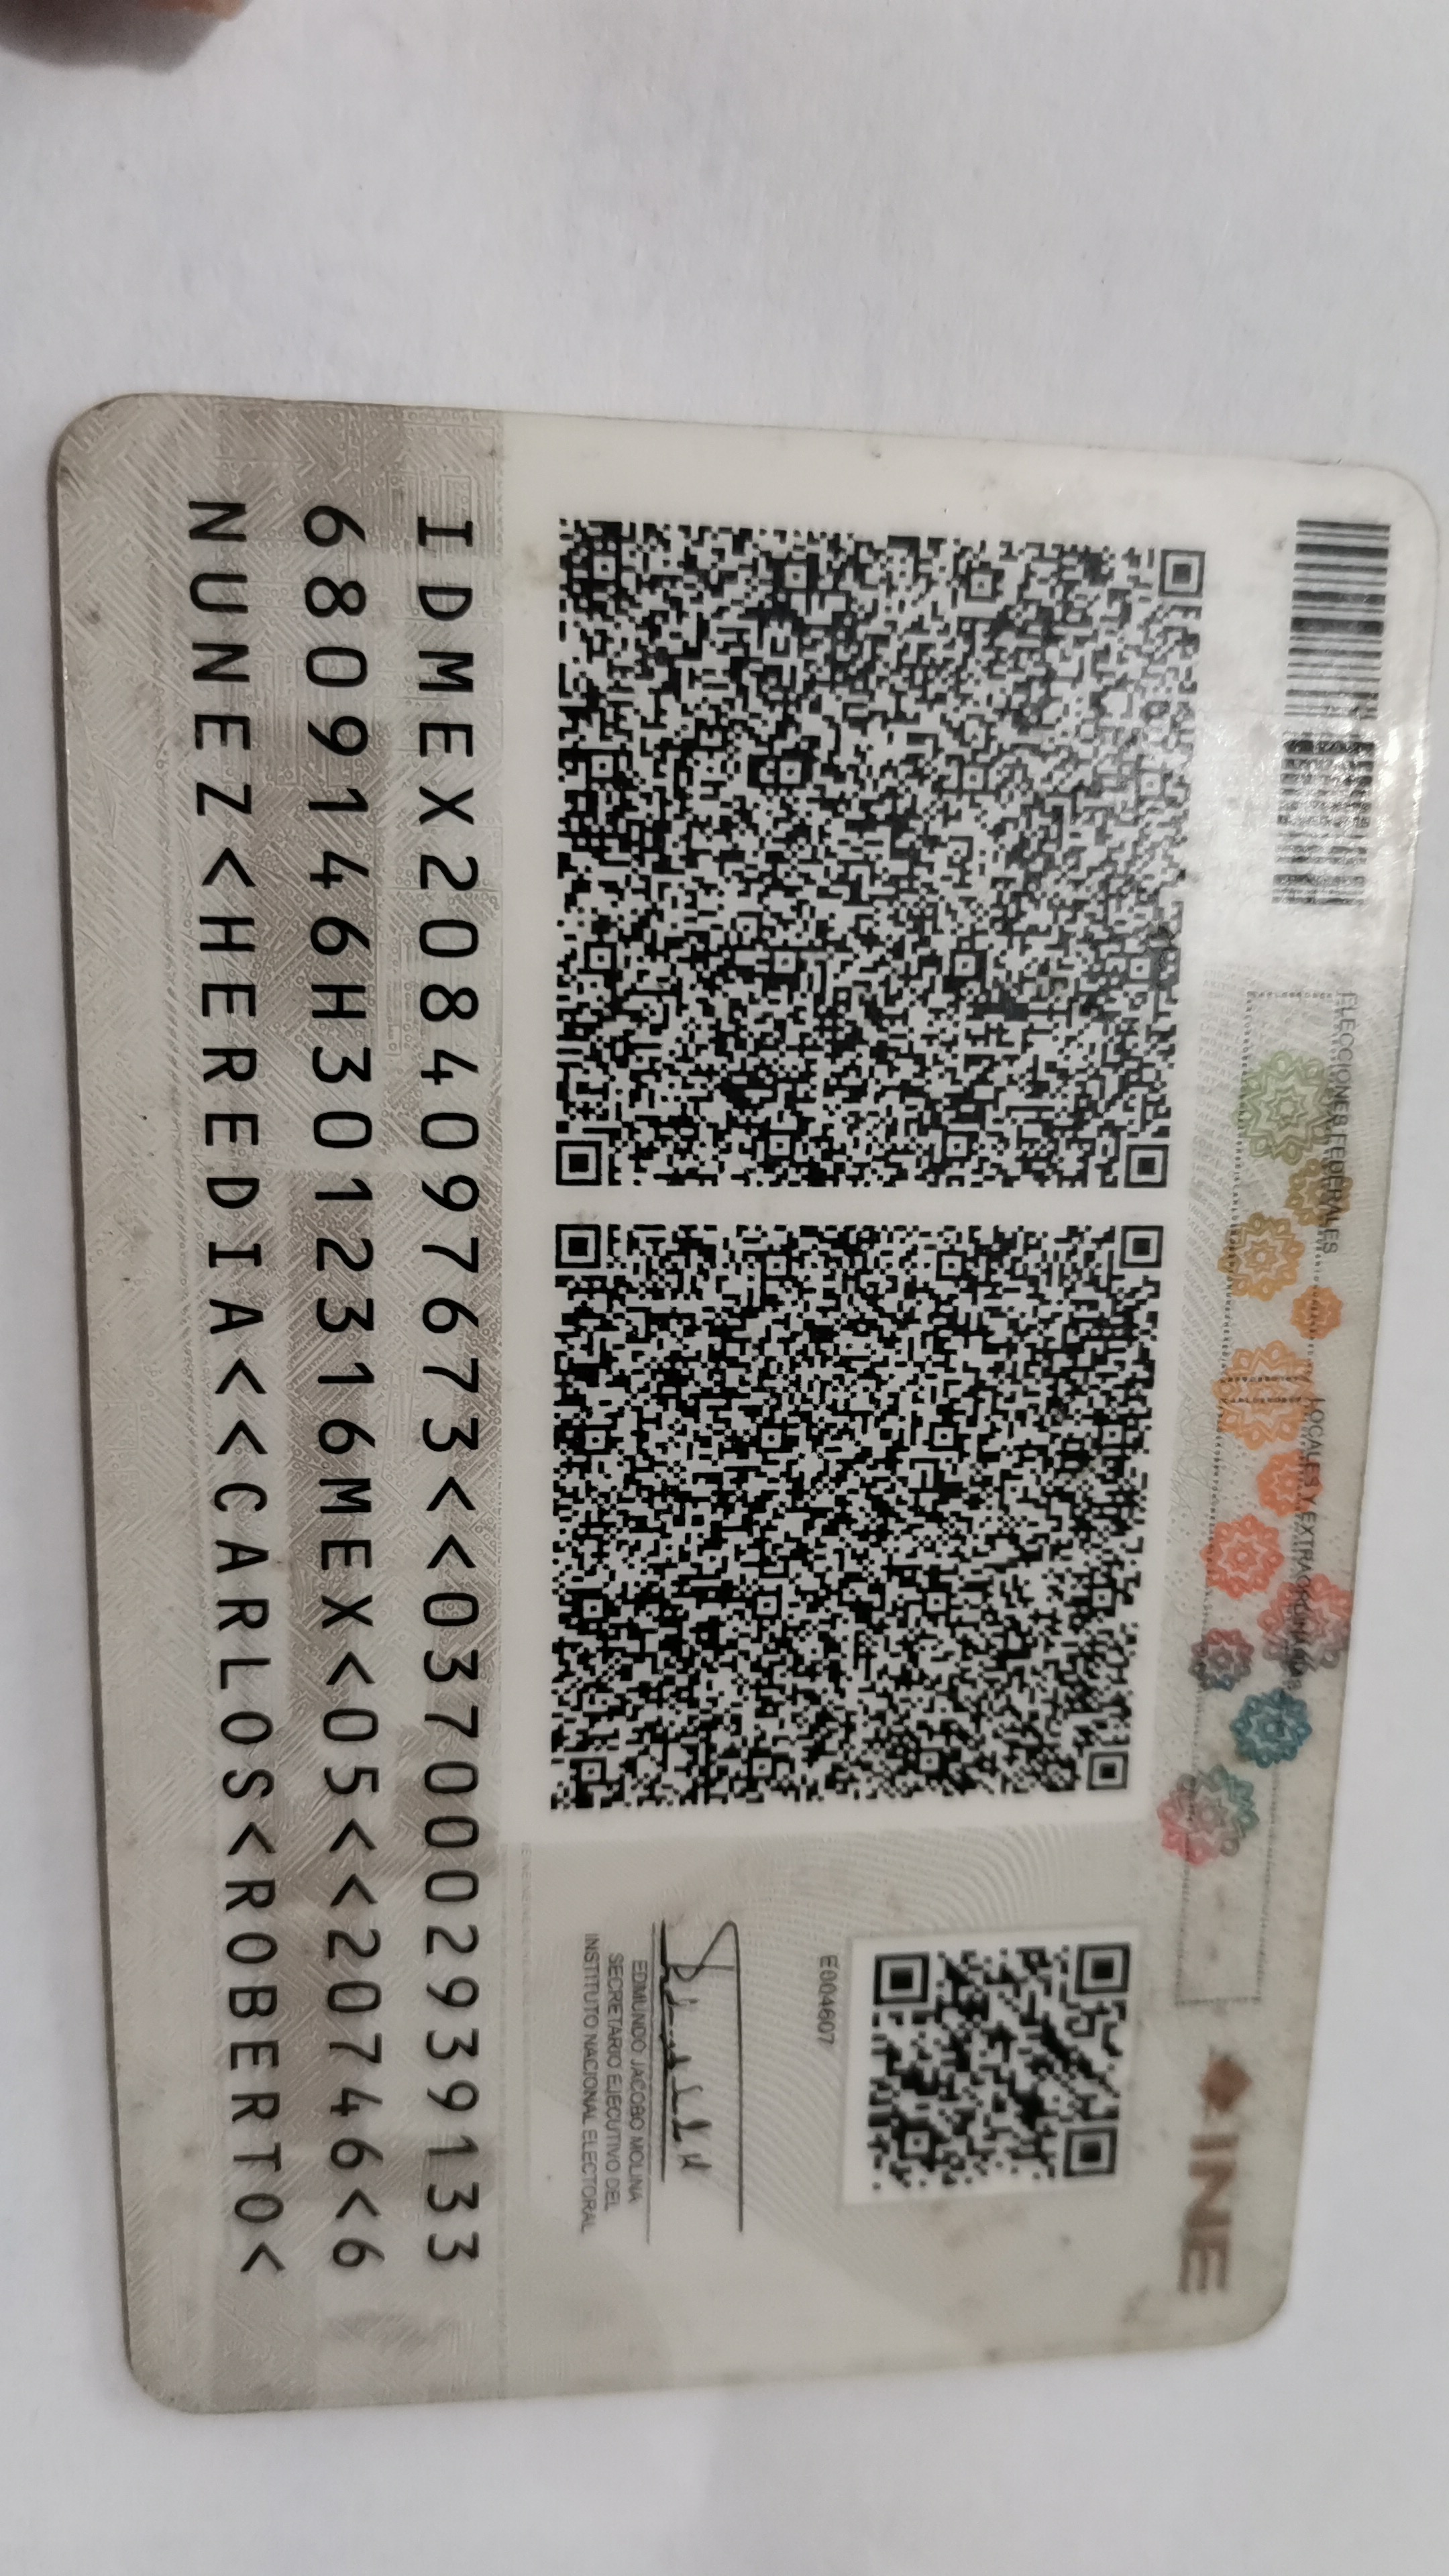 ELECCIONES FEDERALES
LOCALES Y EXTRAORDINARIAS
INE
E004607
EDMUNDO JACOBO MOLINA
SECRETARIO EJECUTIVO DEL
INSTITUTO NACIONAL ELECTORAL
IDMEX2084097673<<0370002939133
6809146H3012316MEX<05<<20746<6
NUNEZ<HEREDIA<<CARLOS<ROBERTO<